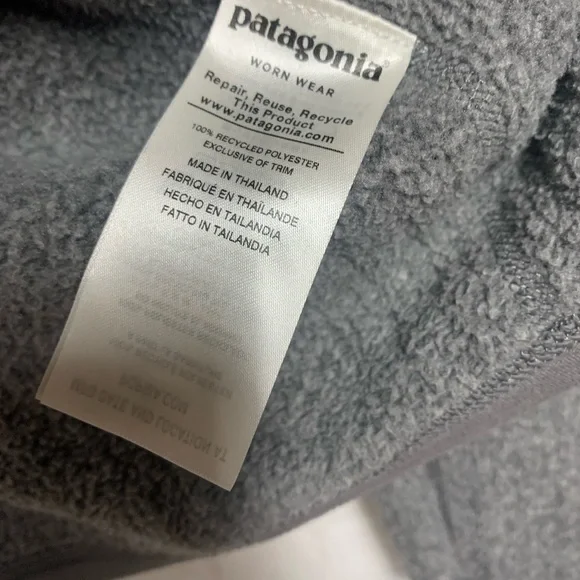 patagonia®
WORN WEAR
Repair, Reuse, Recycle
This Product
www.patagonia.com
100% RECYCLED POLYESTER
EXCLUSIVE OF TRIM
MADE IN THAILAND
FABRIQUÉ EN THAÏLANDE
HECHO EN TAILANDIA
FATTO IN TAILANDIA